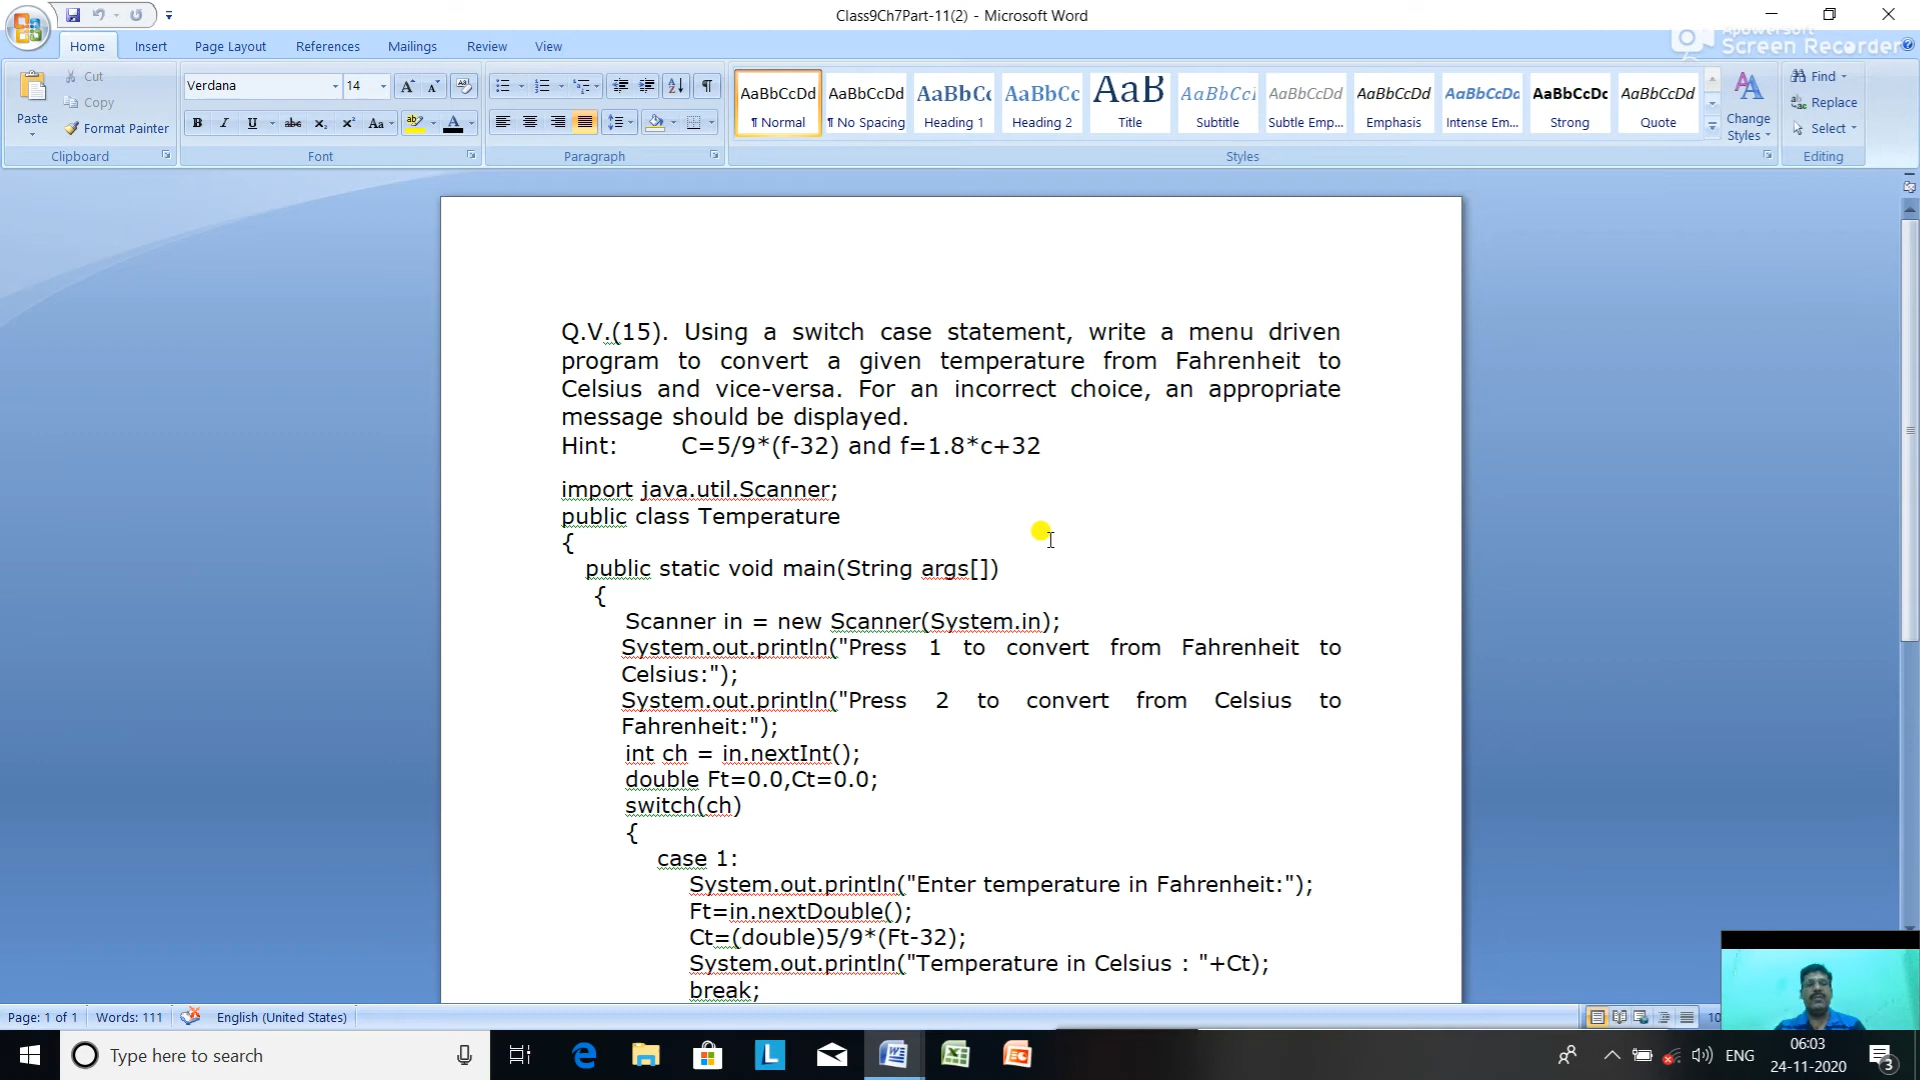 Class9Ch7Part-11(2) - Microsoft Word
Apowersoft
Screen Recorder
Home Insert Page Layout References Mailings Review View
Paste
Cut
Copy
Format Painter
Clipboard
Verdana 14
B I U abc x₂ x² Aa ab A
Font
Paragraph
AaBbCcDd AaBbCcDd AaBbCc AaBbCc AaB AaBbCcI AaBbCcDd AaBbCcDd AaBbCcDd AaBbCcDc AaBbCcDd
¶ Normal ¶ No Spacing Heading 1 Heading 2 Title Subtitle Subtle Emp... Emphasis Intense Em... Strong Quote
Change
Styles
Styles
Find
Replace
Select
Editing
Q.V.(15). Using a switch case statement, write a menu driven
program to convert a given temperature from Fahrenheit to
Celsius and vice-versa. For an incorrect choice, an appropriate
message should be displayed.
Hint: C=5/9*(f-32) and f=1.8*c+32
import java.util.Scanner;
public class Temperature
{
public static void main(String args[])
{
Scanner in = new Scanner(System.in);
System.out.println("Press 1 to convert from Fahrenheit to
Celsius:");
System.out.println("Press 2 to convert from Celsius to
Fahrenheit:");
int ch = in.nextInt();
double Ft=0.0,Ct=0.0;
switch(ch)
{
case 1:
System.out.println("Enter temperature in Fahrenheit:");
Ft=in.nextDouble();
Ct=(double)5/9*(Ft-32);
System.out.println("Temperature in Celsius : "+Ct);
break;
Page: 1 of 1 Words: 111 English (United States) 10
Type here to search
ENG
06:03
24-11-2020
3